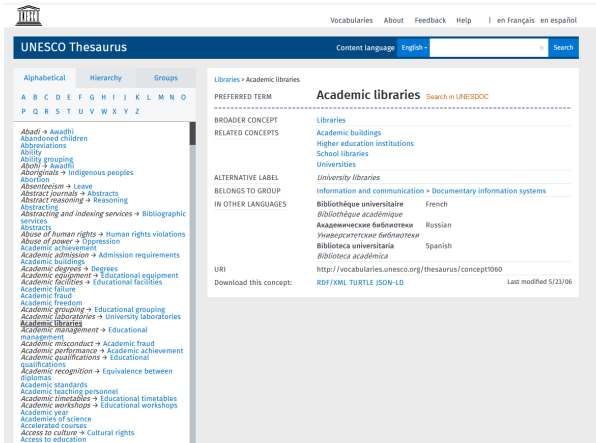 UNESCO
Vocabularies About Feedback Help | en Français en español
UNESCO Thesaurus
Content language English × Search
Alphabetical Hierarchy Groups
A B C D E F G H I J K L M N O
P Q R S T U V W X Y Z
Abadi → Awadhi
Abandoned children
Abbreviations
Ability
Ability grouping
Abohi → Awadhi
Aboriginals → Indigenous peoples
Abortion
Absenteeism → Leave
Abstract journals → Abstracts
Abstract reasoning → Reasoning
Abstracting
Abstracting and indexing services → Bibliographic
services
Abstracts
Abuse of human rights → Human rights violations
Abuse of power → Oppression
Academic achievement
Academic admission → Admission requirements
Academic buildings
Academic degrees → Degrees
Academic equipment → Educational equipment
Academic facilities → Educational facilities
Academic failure
Academic fraud
Academic freedom
Academic grouping → Educational grouping
Academic laboratories → University laboratories
Academic libraries
Academic management → Educational
management
Academic misconduct → Academic fraud
Academic performance → Academic achievement
Academic qualifications → Educational
qualifications
Academic recognition → Equivalence between
diplomas
Academic standards
Academic teaching personnel
Academic timetables → Educational timetables
Academic workshops → Educational workshops
Academic year
Academies of science
Accelerated courses
Access to culture → Cultural rights
Access to education
Libraries > Academic libraries
PREFERRED TERM Academic libraries Search in UNESDOC
BROADER CONCEPT Libraries
RELATED CONCEPTS Academic buildings
Higher education institutions
School libraries
Universities
ALTERNATIVE LABEL University libraries
BELONGS TO GROUP Information and communication > Documentary information systems
IN OTHER LANGUAGES Bibliothèque universitaire French
Bibliothèque académique
Академические библиотеки Russian
Университетские библиотеки
Biblioteca universitaria Spanish
Biblioteca académica
URI http://vocabularies.unesco.org/thesaurus/concept1060
Download this concept: RDF/XML TURTLE JSON-LD Last modified 5/23/06